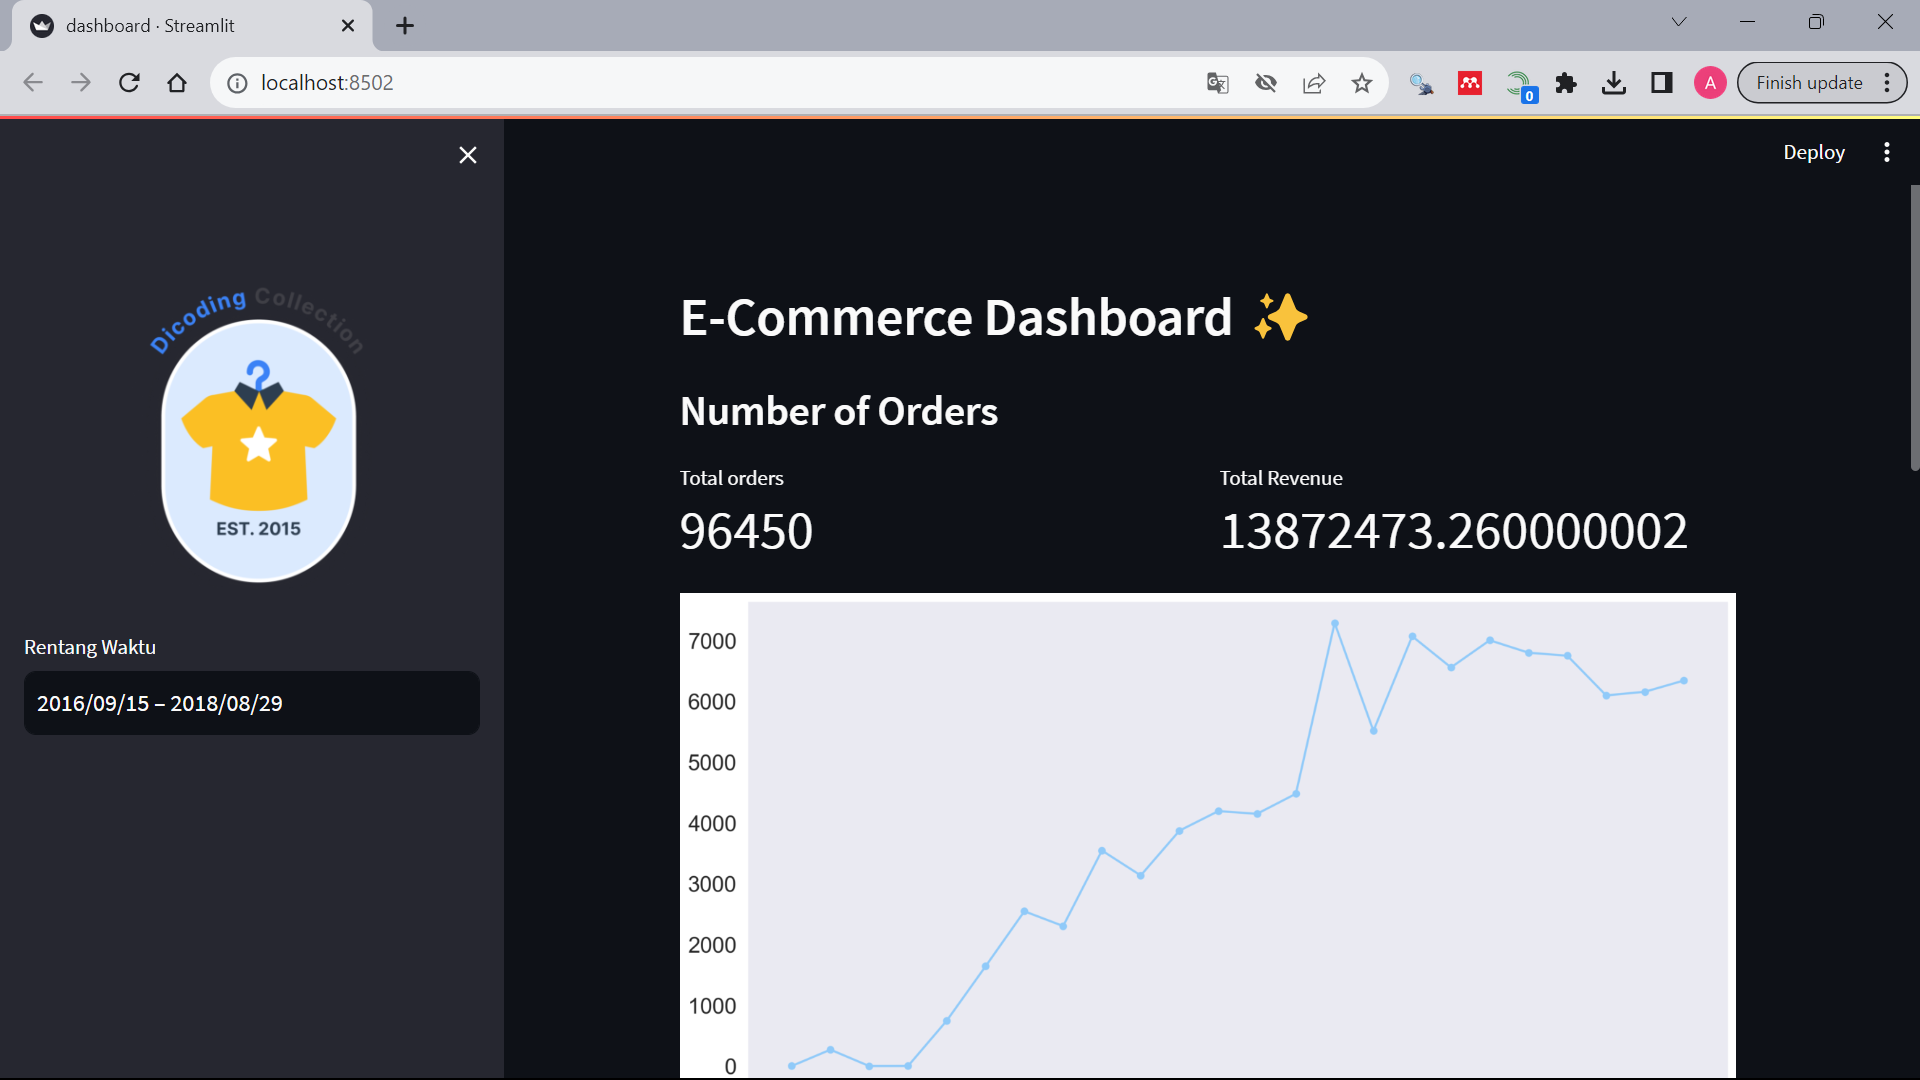 dashboard · Streamlit
localhost:8502
0
A
Finish update
Deploy
Dicoding Collection
EST. 2015
Rentang Waktu
2016/09/15 – 2018/08/29
E-Commerce Dashboard ✨
Number of Orders
Total orders
96450
Total Revenue
13872473.260000002
7000
6000
5000
4000
3000
2000
1000
0